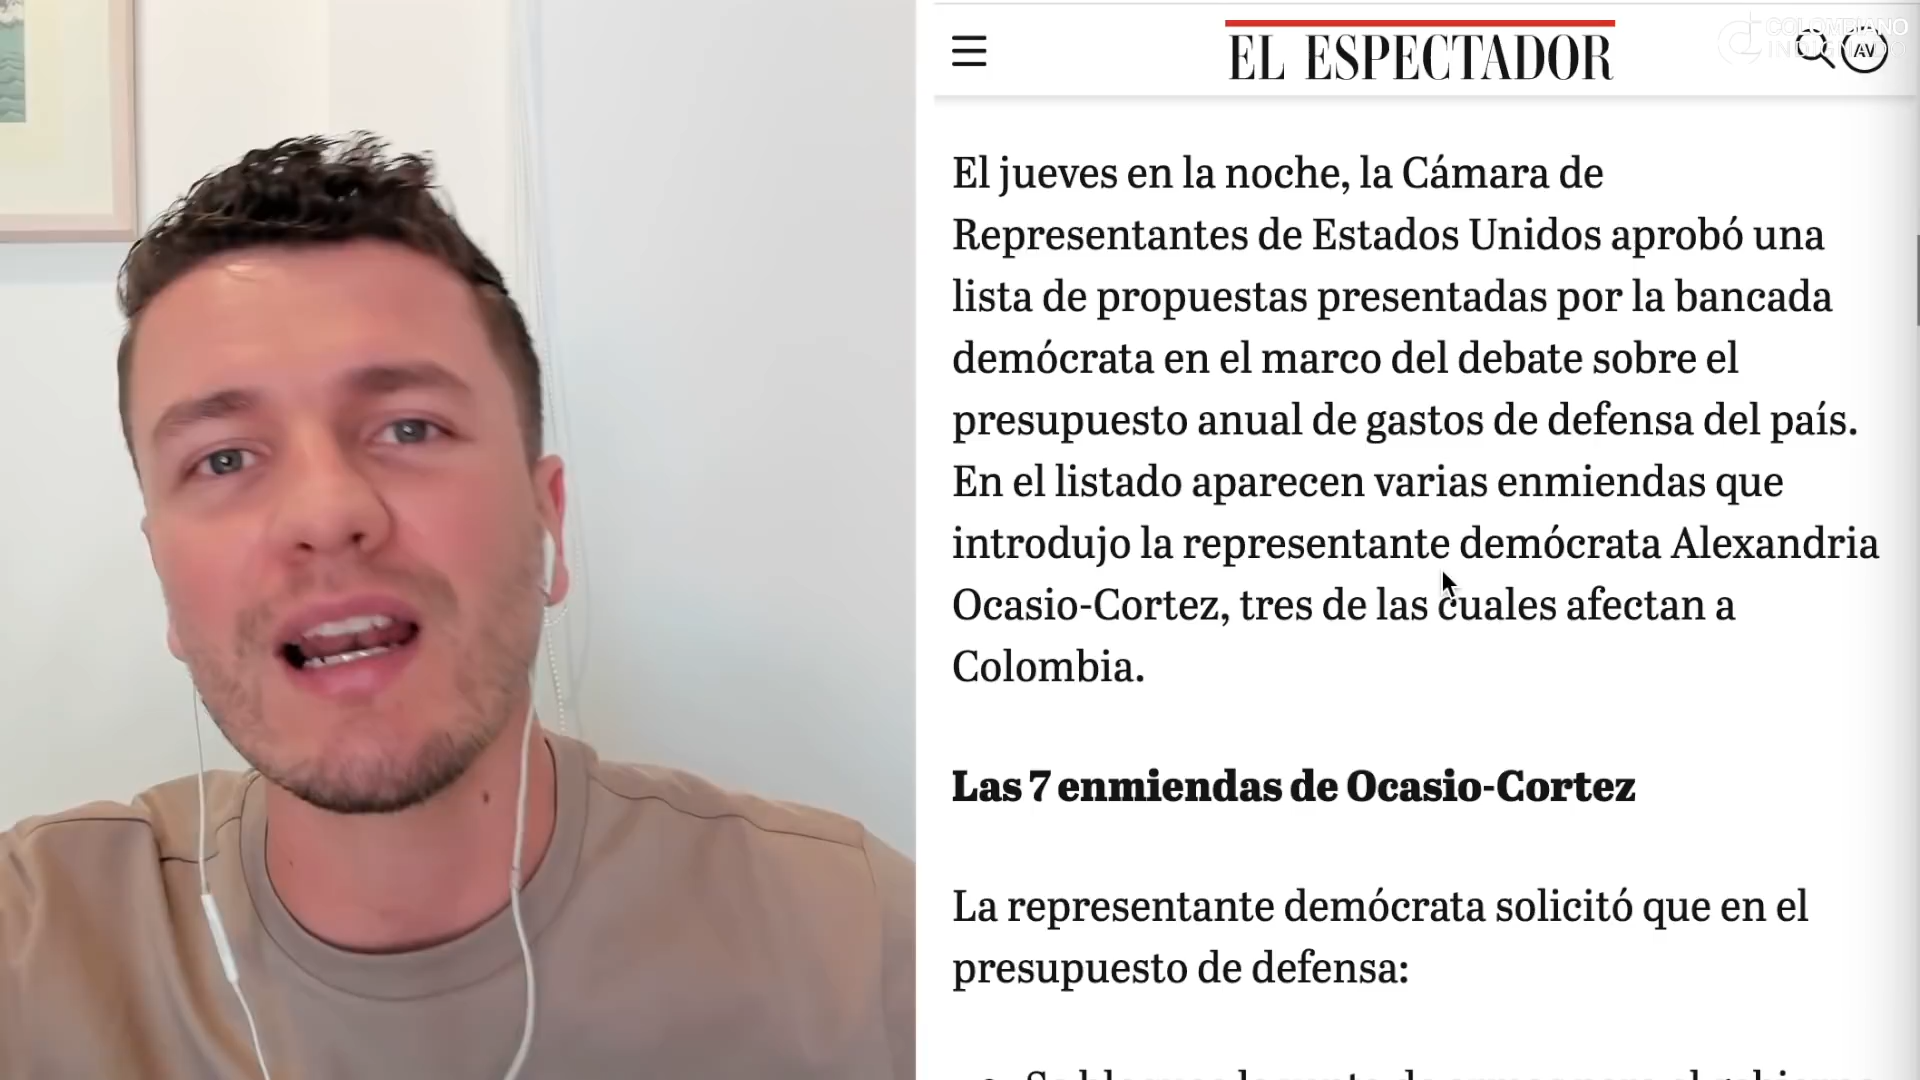 EL ESPECTADOR
COLOMBIANO
INDIGNADO
AV
El jueves en la noche, la Cámara de
Representantes de Estados Unidos aprobó una
lista de propuestas presentadas por la bancada
demócrata en el marco del debate sobre el
presupuesto anual de gastos de defensa del país.
En el listado aparecen varias enmiendas que
introdujo la representante demócrata Alexandria
Ocasio-Cortez, tres de las cuales afectan a
Colombia.
Las 7 enmiendas de Ocasio-Cortez
La representante demócrata solicitó que en el
presupuesto de defensa: